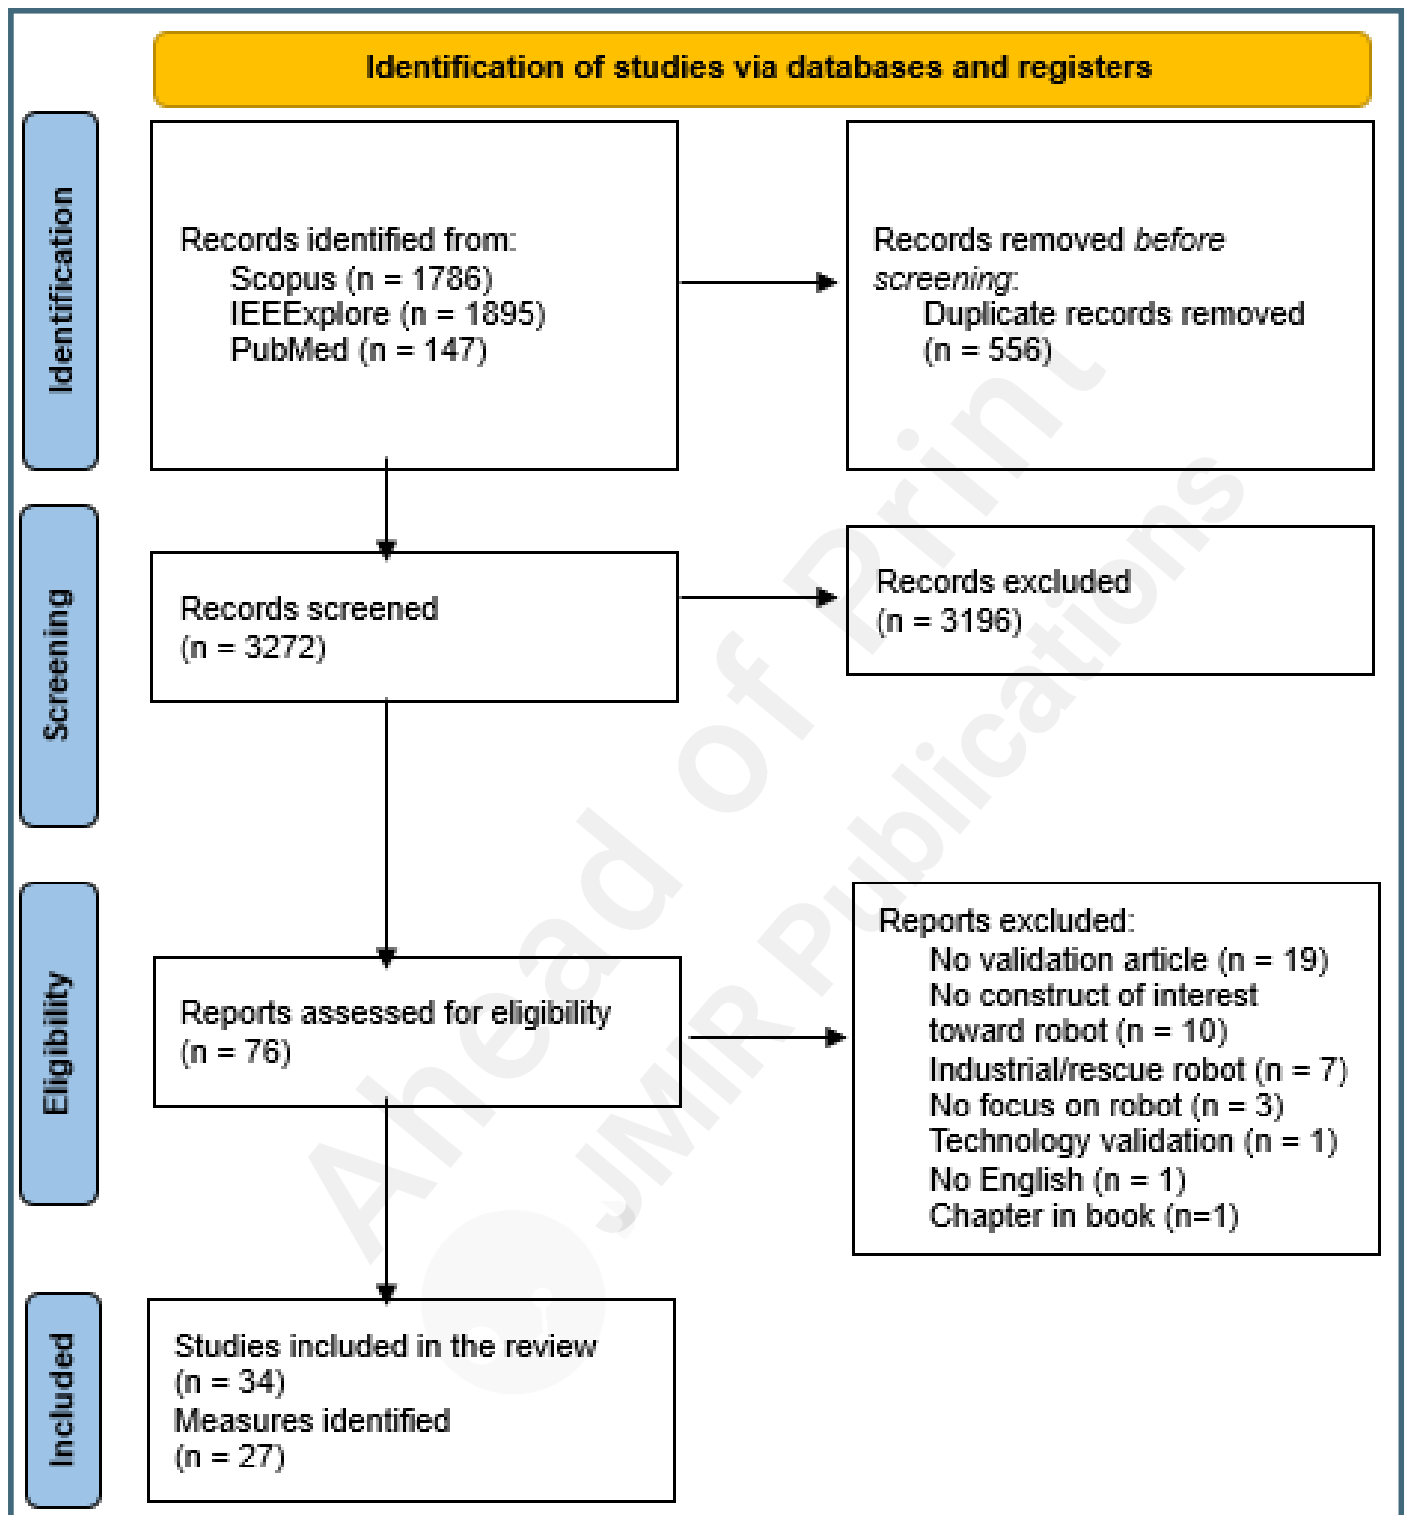 Identification of studies via databases and registers
Identification
Records identified from:
Scopus (n = 1786)
IEEExplore (n = 1895)
PubMed (n = 147)
Records removed before
screening:
Duplicate records removed
(n = 556)
Screening
Records screened
(n = 3272)
Records excluded
(n = 3196)
Eligibility
Reports assessed for eligibility
(n = 76)
Reports excluded:
No validation article (n = 19)
No construct of interest
toward robot (n = 10)
Industrial/rescue robot (n = 7)
No focus on robot (n = 3)
Technology validation (n = 1)
No English (n = 1)
Chapter in book (n=1)
Included
Studies included in the review
(n = 34)
Measures identified
(n = 27)
Ahead of Print
JMIR Publications